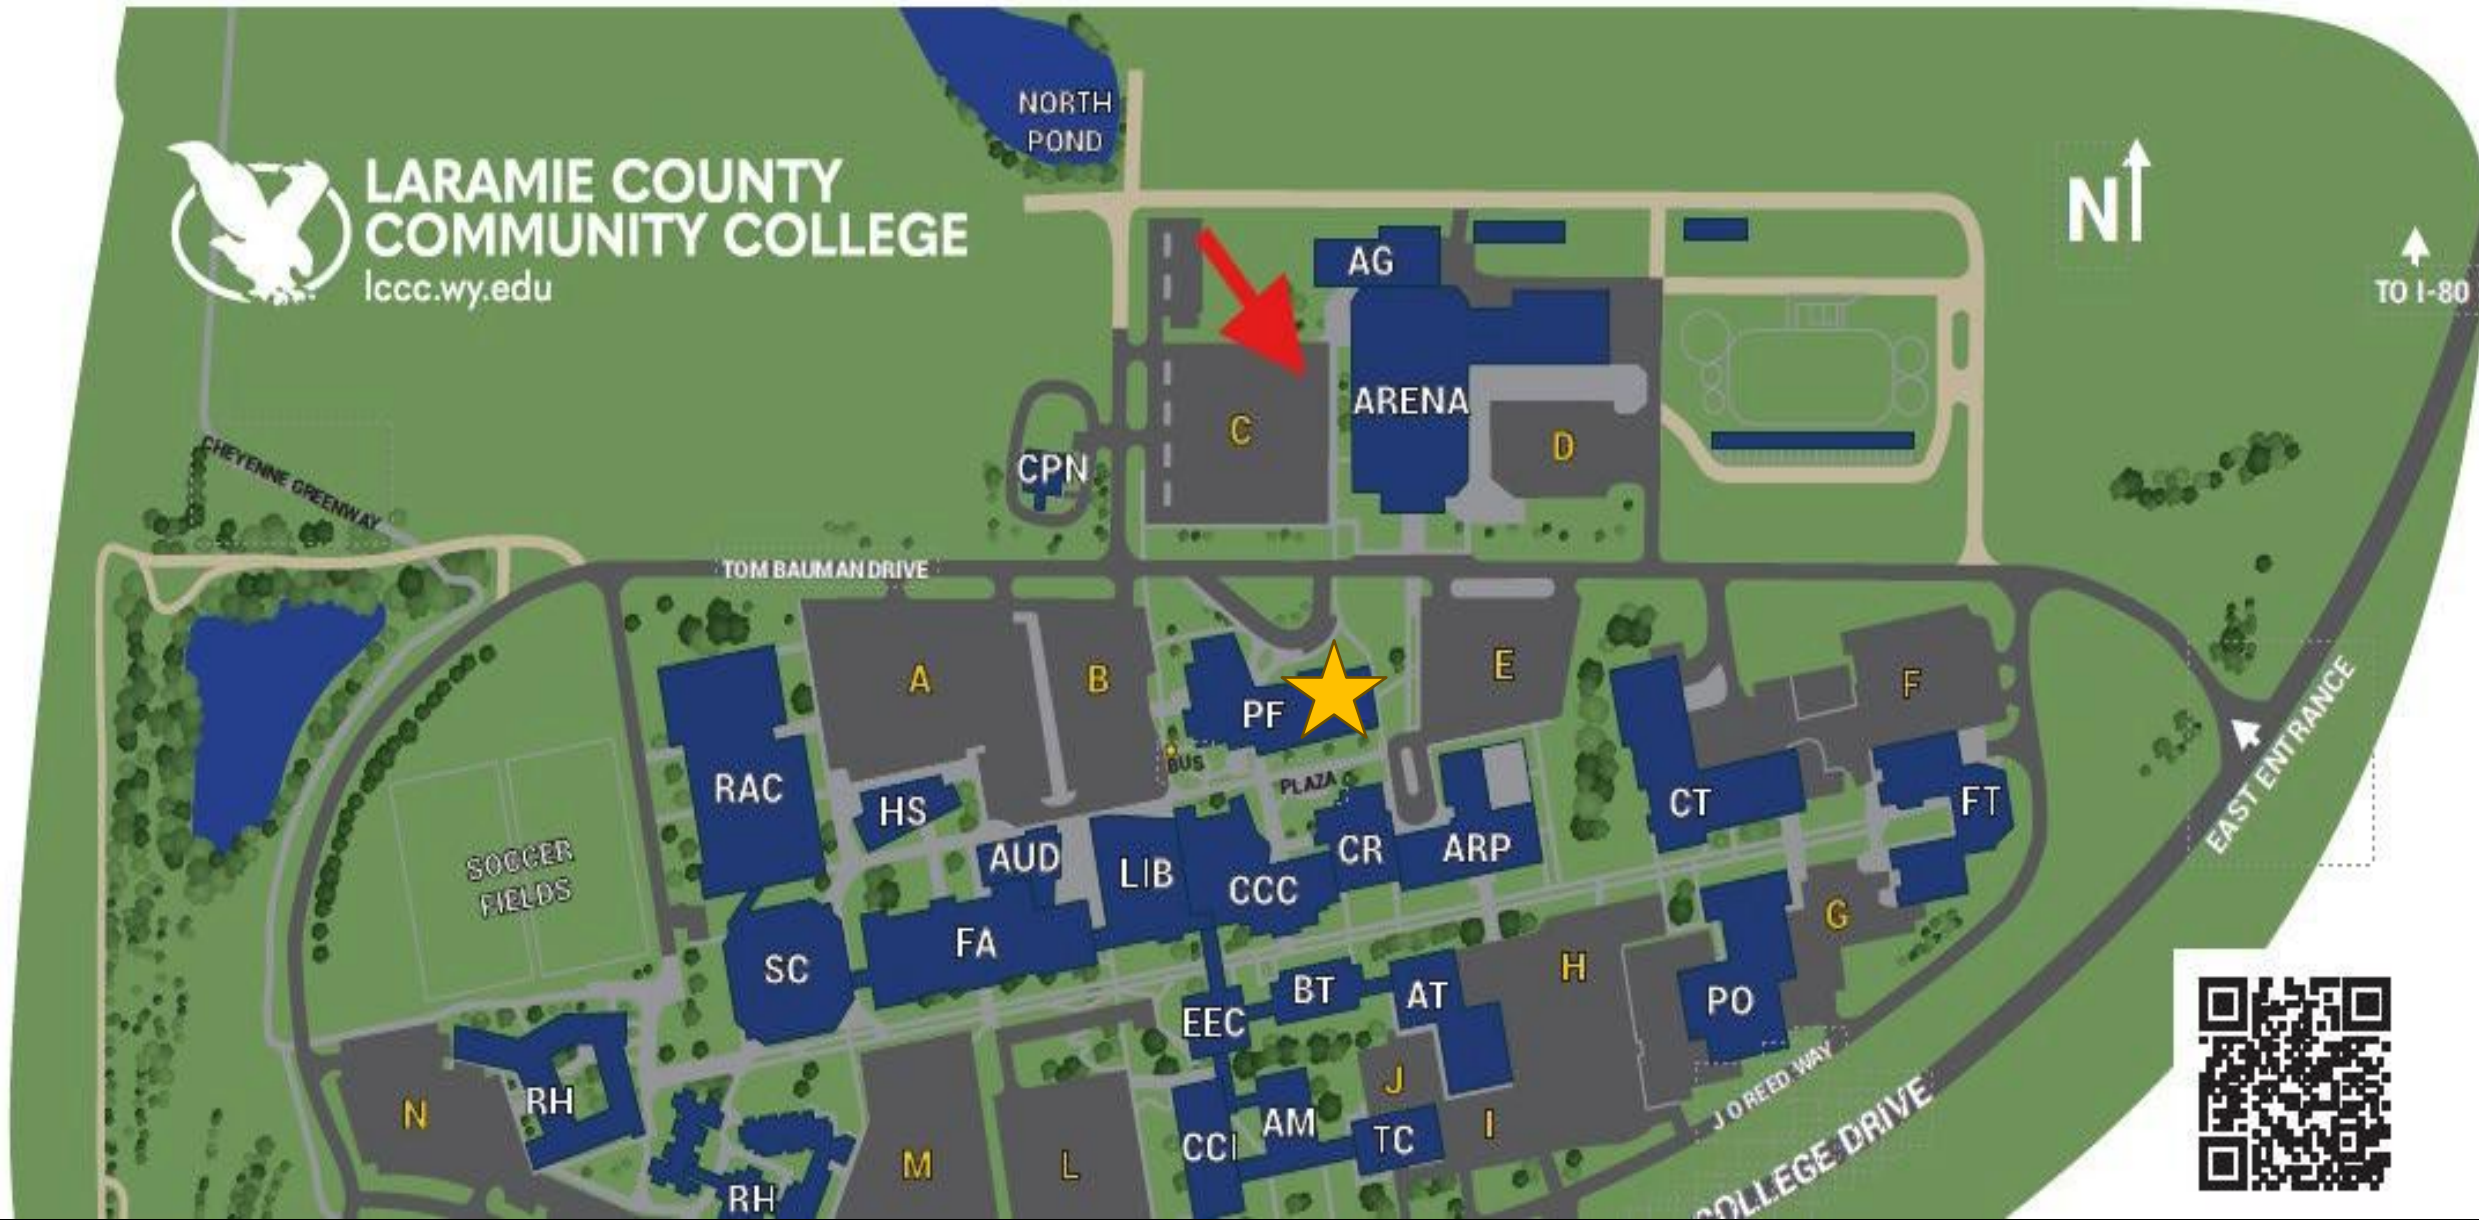 NORTH
POND
LARAMIE COUNTY
COMMUNITY COLLEGE
lccc.wy.edu
N
TO I-80
AG
ARENA
C
D
CPN
CHEYENNE GREENWAY
TOM BAUMAN DRIVE
A
B
E
F
PF
BUS
PLAZA
RAC
HS
CT
FT
EAST ENTRANCE
SOCCER
FIELDS
AUD
LIB
CCC
CR
ARP
G
SC
FA
H
BT
AT
PO
EEC
J
J O REED WAY
COLLEGE DRIVE
N
RH
AM
I
CCI
TC
M
L
RH